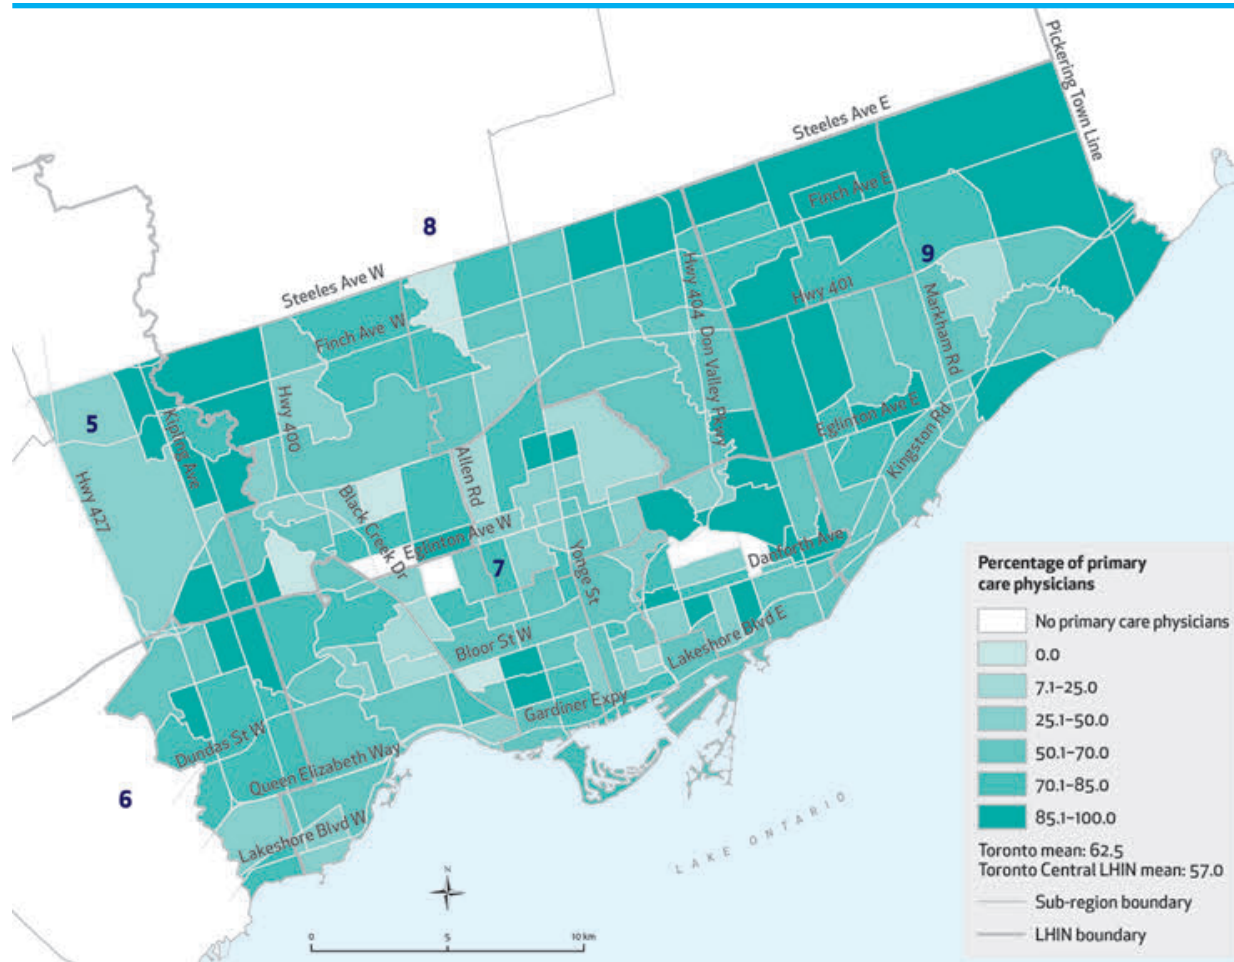 Pickering Town Line
Steeles Ave E
Finch Ave E
8
9
Steeles Ave W
Hwy 404
Hwy 401
Finch Ave W
Markham Rd
Don Valley Pkwy
5
Kipling Ave
Hwy 400
Eglinton Ave E
Kingston Rd
Allen Rd
Hwy 427
Black Creek Dr
Eglinton Ave W
Yonge St
Danforth Ave
7
Bloor St W
Lakeshore Blvd E
Gardiner Expy
Dundas St W
Queen Elizabeth Way
6
Lakeshore Blvd W
LAKE ONTARIO
N
0 5 10 km
Percentage of primary
care physicians
No primary care physicians
0.0
7.1–25.0
25.1–50.0
50.1–70.0
70.1–85.0
85.1–100.0
Toronto mean: 62.5
Toronto Central LHIN mean: 57.0
Sub-region boundary
LHIN boundary